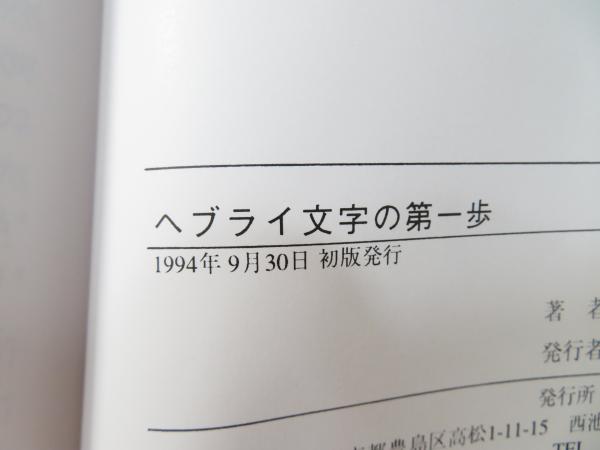 ヘブライ文字の第一歩
1994年 9月30日 初版発行
著
発行者
発行所
都豊島区高松1-11-15 西池
TEL